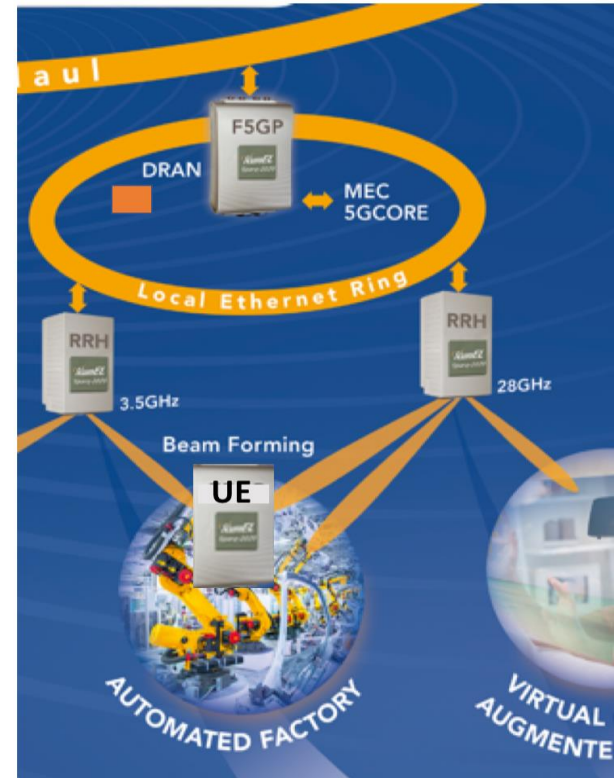 aul
F5GP
DRAN
MEC
5GCORE
Local Ethernet Ring
RRH
3.5GHz
RRH
28GHz
Beam Forming
UE
AUTOMATED FACTORY
VIRTUAL
AUGMENTE